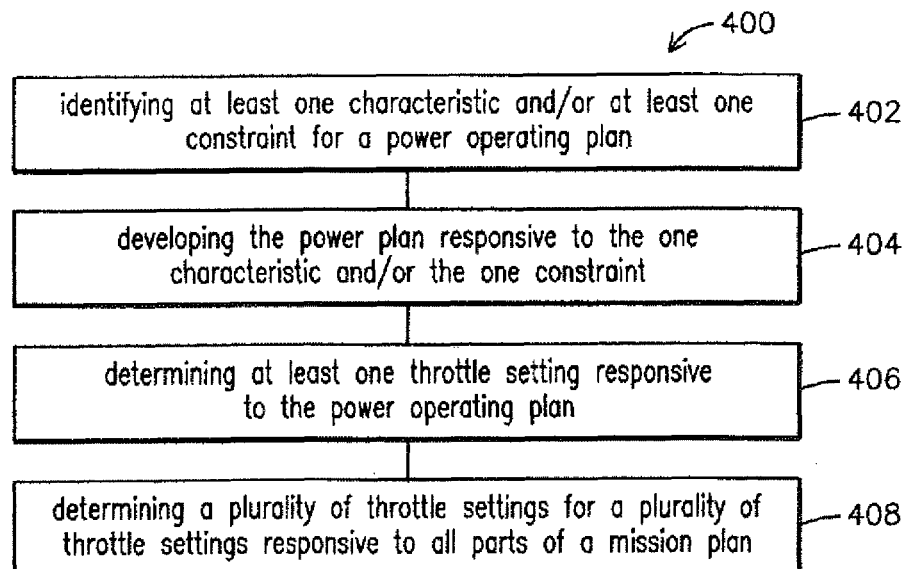 400
identifying at least one characteristic and/or at least one
constraint for a power operating plan
402
developing the power plan responsive to the one
characteristic and/or the one constraint
404
determining at least one throttle setting responsive
to the power operating plan
406
determining a plurality of throttle settings for a plurality of
throttle settings responsive to all parts of a mission plan
408